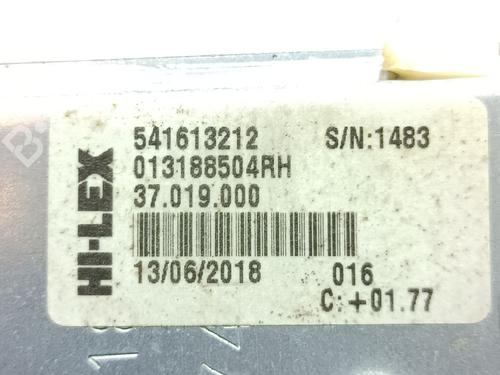 HI-LEX
541613212 S/N:1483
013188504RH
37.019.000
13/06/2018 016
C:+01.77